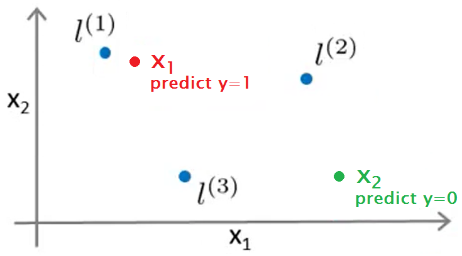 l⁽¹⁾
l⁽²⁾
x₁
predict y=1
x₂
l⁽³⁾
x₂
predict y=0
x₁